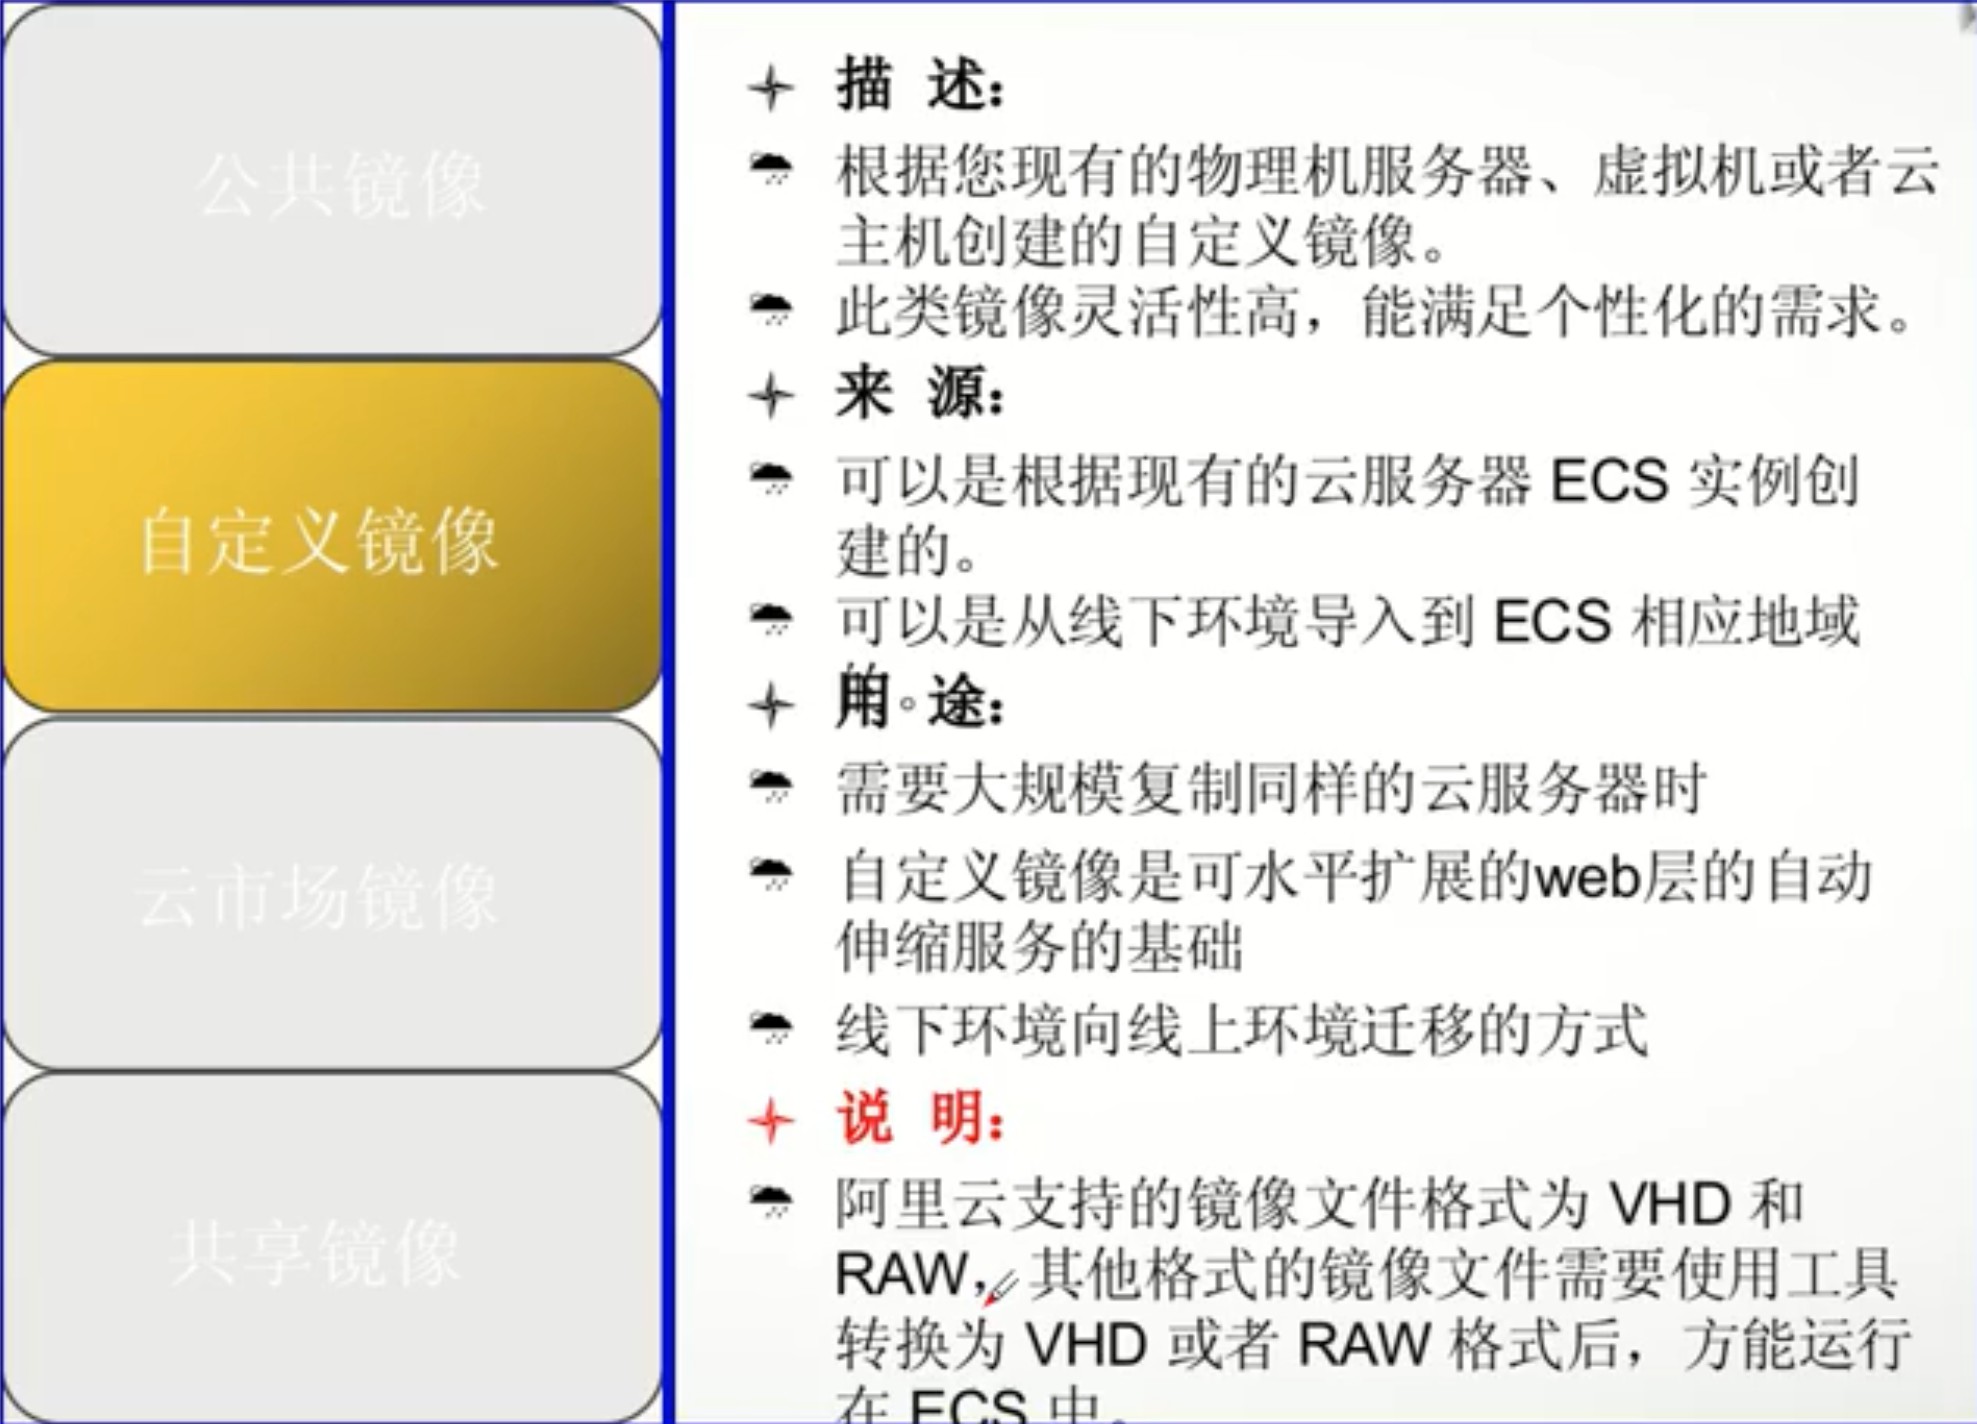 公共镜像
自定义镜像
云市场镜像
共享镜像
描 述：
根据您现有的物理机服务器、虚拟机或者云
主机创建的自定义镜像。
此类镜像灵活性高，能满足个性化的需求。
来 源：
可以是根据现有的云服务器 ECS 实例创
建的。
可以是从线下环境导入到 ECS 相应地域
的。
用 途：
需要大规模复制同样的云服务器时
自定义镜像是可水平扩展的web层的自动
伸缩服务的基础
线下环境向线上环境迁移的方式
说 明：
阿里云支持的镜像文件格式为 VHD 和
RAW，其他格式的镜像文件需要使用工具
转换为 VHD 或者 RAW 格式后，方能运行
在 ECS 中。